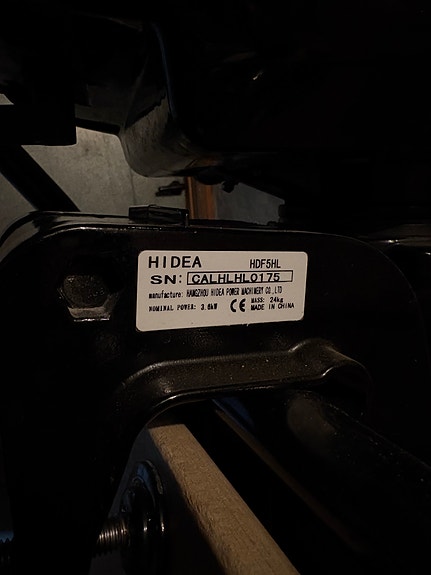 HIDEA HDF5HL
SN: CALHLHL0175
manufacture: HANGZHOU HIDEA POWER MACHINERY CO.,LTD
NOMINAL POWER: 3.6kW CE MASS: 24kg
MADE IN CHINA